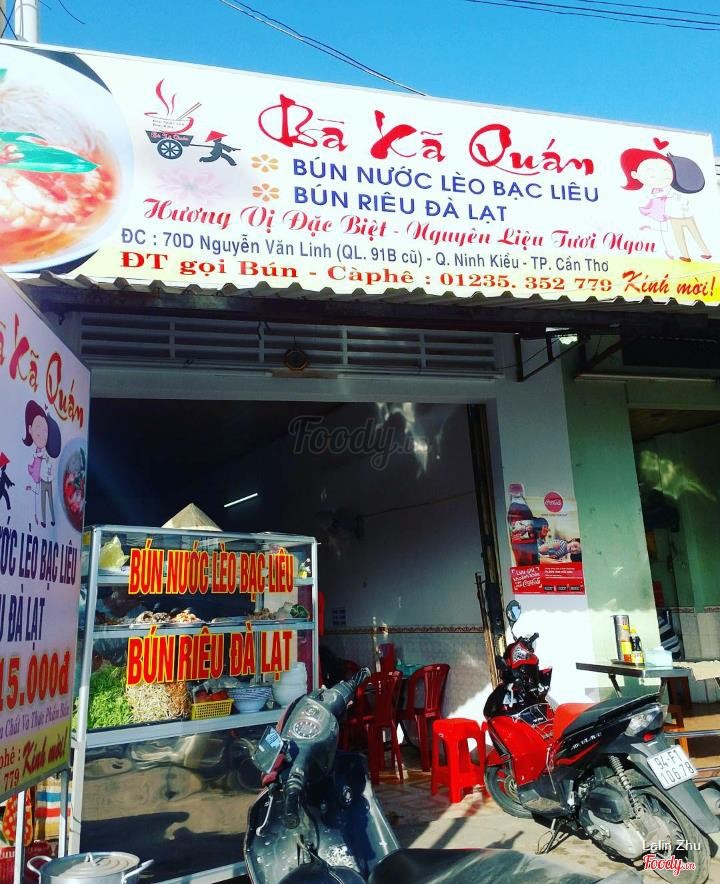 Bà Xã Quán
BÚN NƯỚC LÈO BẠC LIÊU
BÚN RIÊU ĐÀ LẠT
Hương Vị Đặc Biệt - Nguyên Liệu Tươi Ngon
ĐC : 70D Nguyễn Văn Linh (QL. 91B cũ) - Q. Ninh Kiều - TP. Cần Thơ
ĐT gọi Bún - Càphê : 01235. 352 779 Kính mời!
Xã Quán
LÈO BẠC LIÊU
ĐÀ LẠT
15.000đ
779 Kính mời!
Foody.vn
BÚN NƯỚC LÈO BẠC LIÊU
BÚN RIÊU ĐÀ LẠT
Coca-Cola
94-F1
106.78
Lalin Zhu
Foody.vn